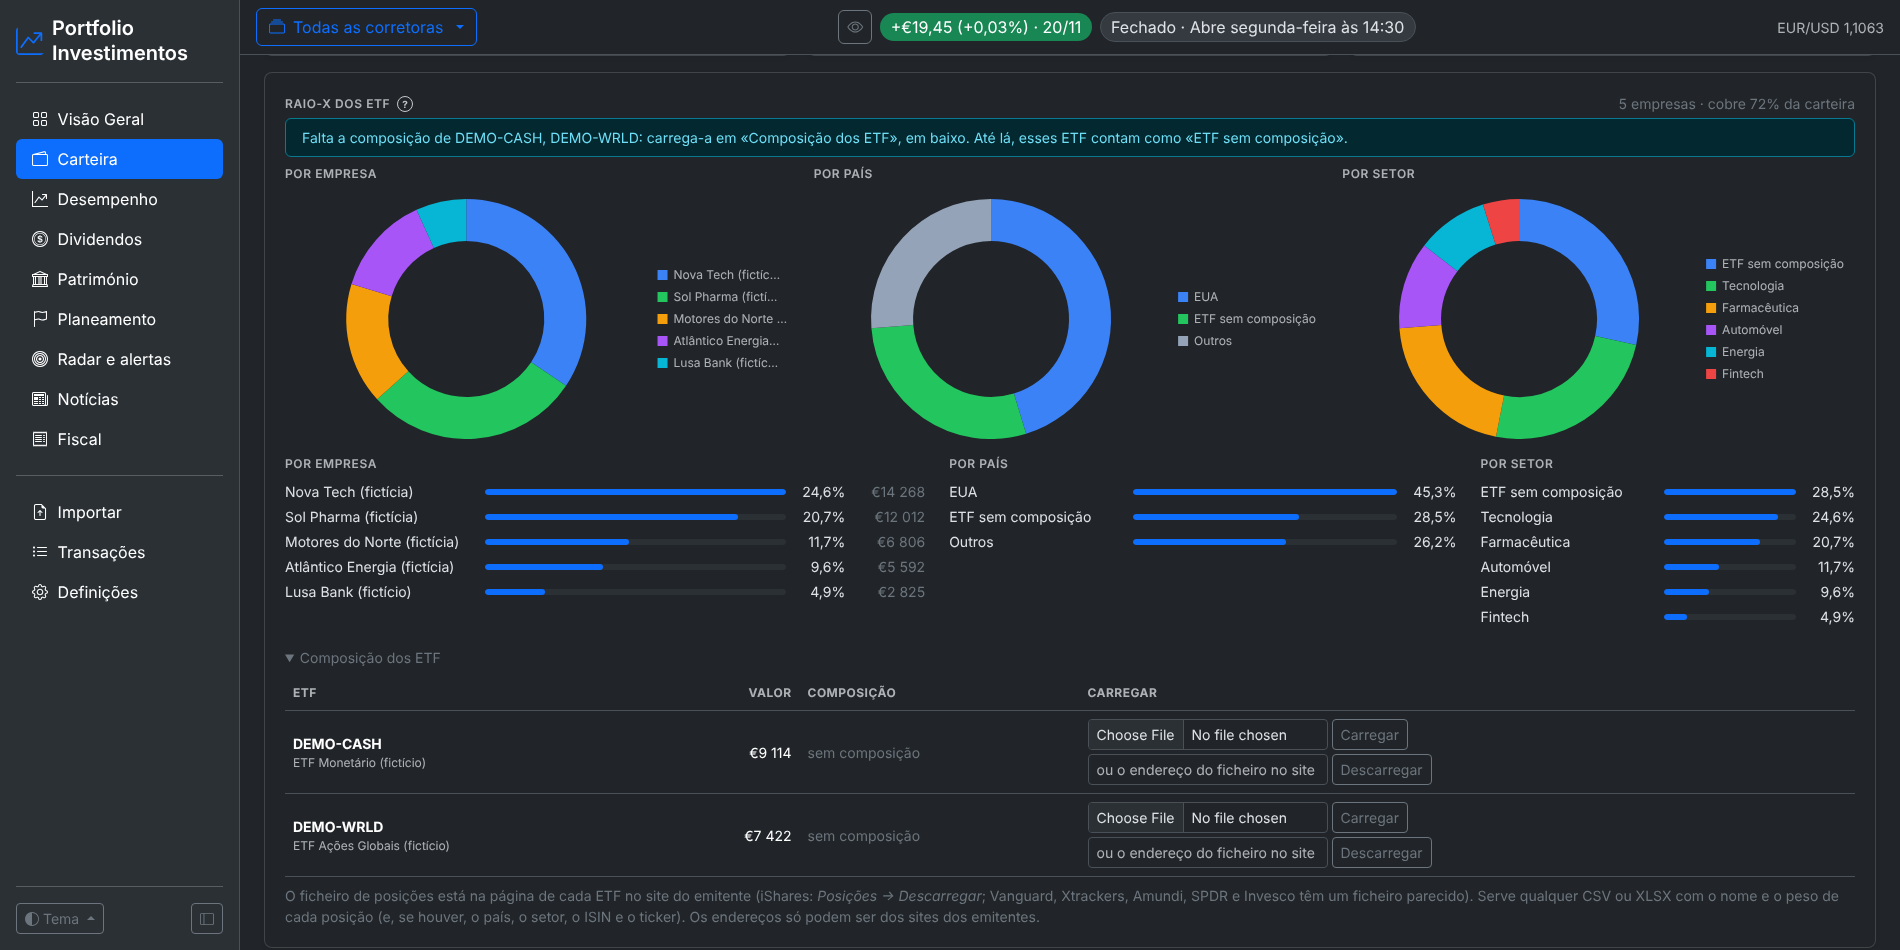 Portfolio
Investimentos
Visão Geral
Carteira
Desempenho
Dividendos
Património
Planeamento
Radar e alertas
Notícias
Fiscal
Importar
Transações
Definições
Tema
Todas as corretoras
+€19,45 (+0,03%) · 20/11
Fechado · Abre segunda-feira às 14:30
EUR/USD 1,1063
RAIO-X DOS ETF ?
5 empresas · cobre 72% da carteira
Falta a composição de DEMO-CASH, DEMO-WRLD: carrega-a em «Composição dos ETF», em baixo. Até lá, esses ETF contam como «ETF sem composição».
POR EMPRESA
Nova Tech (fictíc...
Sol Pharma (fictí...
Motores do Norte ...
Atlântico Energia...
Lusa Bank (fictíc...
POR PAÍS
EUA
ETF sem composição
Outros
POR SETOR
ETF sem composição
Tecnologia
Farmacêutica
Automóvel
Energia
Fintech
POR EMPRESA
Nova Tech (fictícia) 24,6% €14 268
Sol Pharma (fictícia) 20,7% €12 012
Motores do Norte (fictícia) 11,7% €6 806
Atlântico Energia (fictícia) 9,6% €5 592
Lusa Bank (fictício) 4,9% €2 825
POR PAÍS
EUA 45,3%
ETF sem composição 28,5%
Outros 26,2%
POR SETOR
ETF sem composição 28,5%
Tecnologia 24,6%
Farmacêutica 20,7%
Automóvel 11,7%
Energia 9,6%
Fintech 4,9%
Composição dos ETF
ETF VALOR COMPOSIÇÃO CARREGAR
DEMO-CASH
ETF Monetário (fictício)
€9 114
sem composição
Choose File No file chosen Carregar
ou o endereço do ficheiro no site Descarregar
DEMO-WRLD
ETF Ações Globais (fictício)
€7 422
sem composição
Choose File No file chosen Carregar
ou o endereço do ficheiro no site Descarregar
O ficheiro de posições está na página de cada ETF no site do emitente (iShares: Posições → Descarregar; Vanguard, Xtrackers, Amundi, SPDR e Invesco têm um ficheiro parecido). Serve qualquer CSV ou XLSX com o nome e o peso de
cada posição (e, se houver, o país, o setor, o ISIN e o ticker). Os endereços só podem ser dos sites dos emitentes.